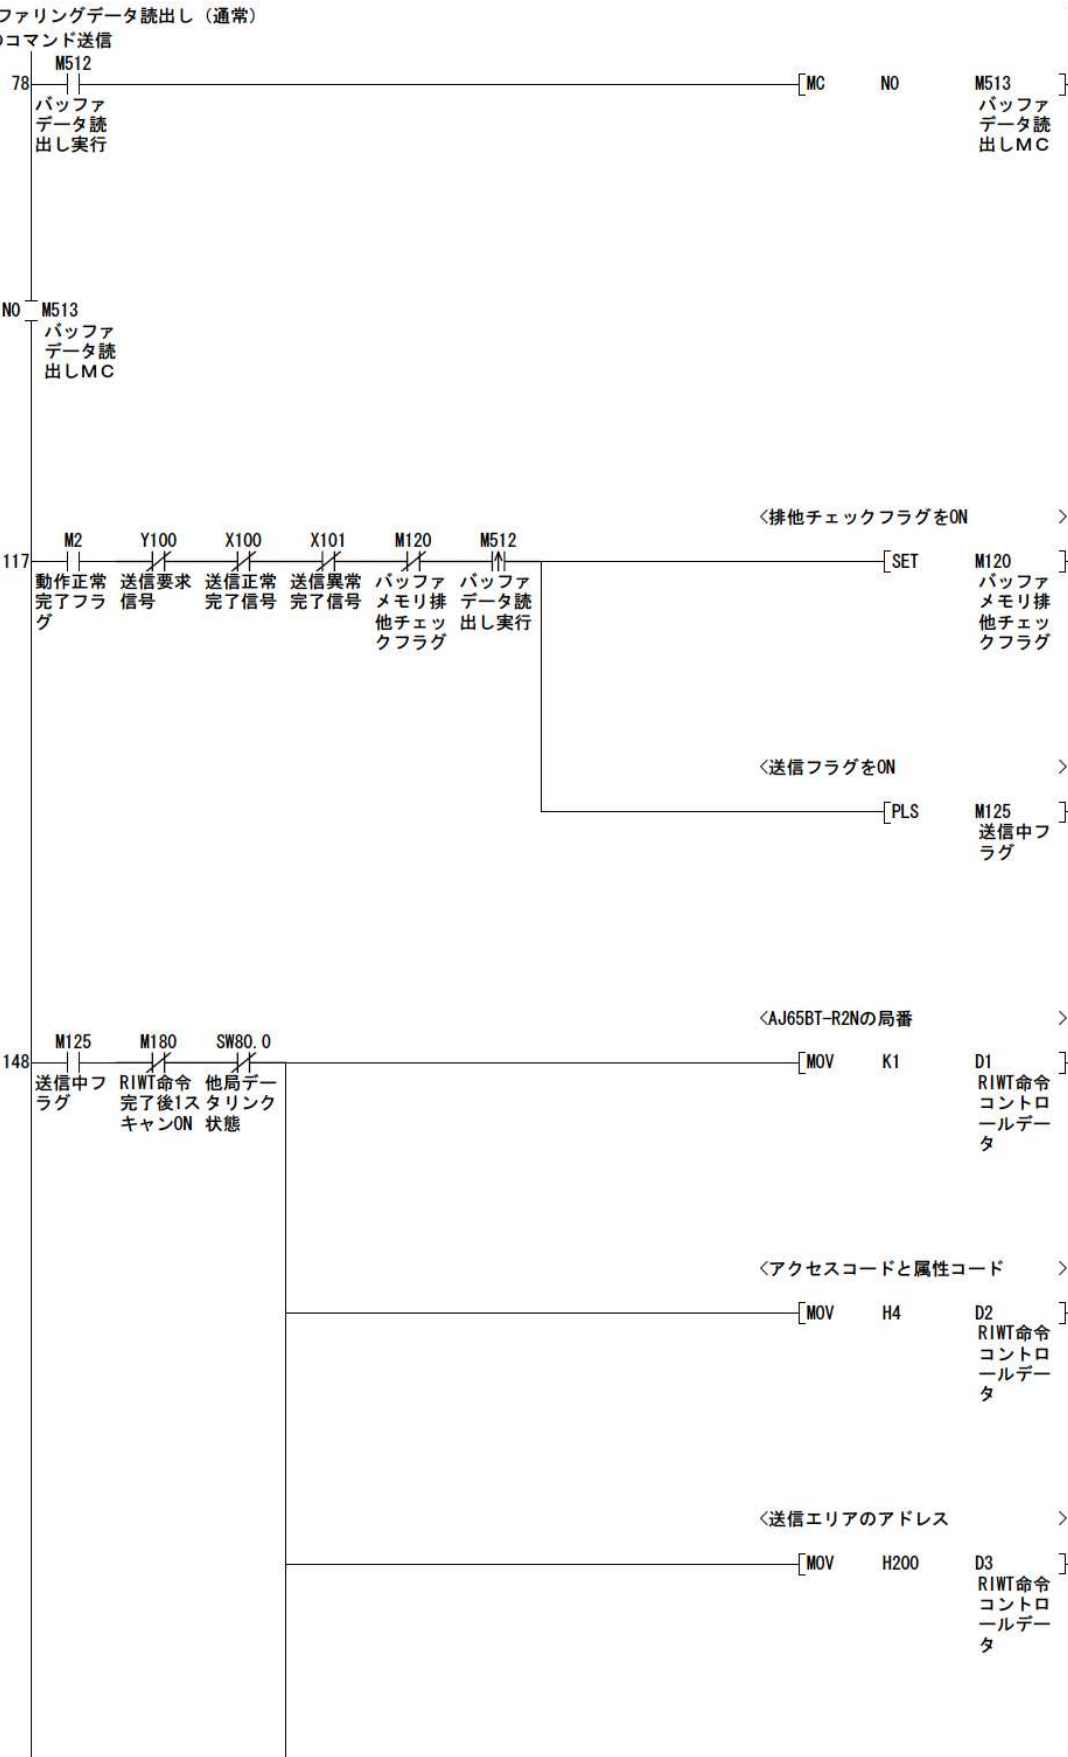 ファリングデータ読出し（通常）
コマンド送信
M512
78
[MC N0 M513 ]
バッファ
データ読
出し実行
バッファ
データ読
出しMC
N0 M513
バッファ
データ読
出しMC
<排他チェックフラグをON >
M2 Y100 X100 X101 M120 M512
117
[SET M120 ]
動作正常
完了フラ
グ
送信要求
信号
送信正常
完了信号
送信異常
完了信号
バッファ
メモリ排
他チェッ
クフラグ
バッファ
データ読
出し実行
バッファ
メモリ排
他チェッ
クフラグ
<送信フラグをON >
[PLS M125 ]
送信中フ
ラグ
<AJ65BT-R2Nの局番 >
M125 M180 SW80.0
148
[MOV K1 D1 ]
送信中フ
ラグ
RIWT命令
完了後1ス
キャンON
他局デー
タリンク
状態
RIWT命令
コントロ
ールデー
タ
<アクセスコードと属性コード >
[MOV H4 D2 ]
RIWT命令
コントロ
ールデー
タ
<送信エリアのアドレス >
[MOV H200 D3 ]
RIWT命令
コントロ
ールデー
タ